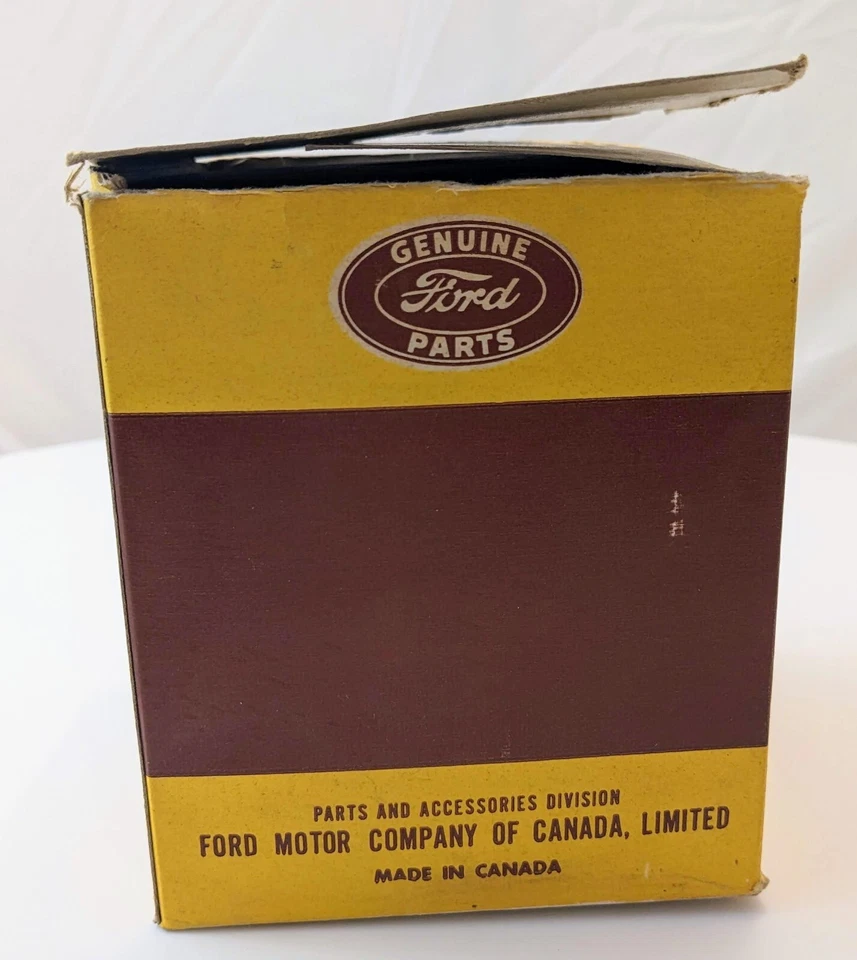 GENUINE
Ford
PARTS
PARTS AND ACCESSORIES DIVISION
FORD MOTOR COMPANY OF CANADA, LIMITED
MADE IN CANADA